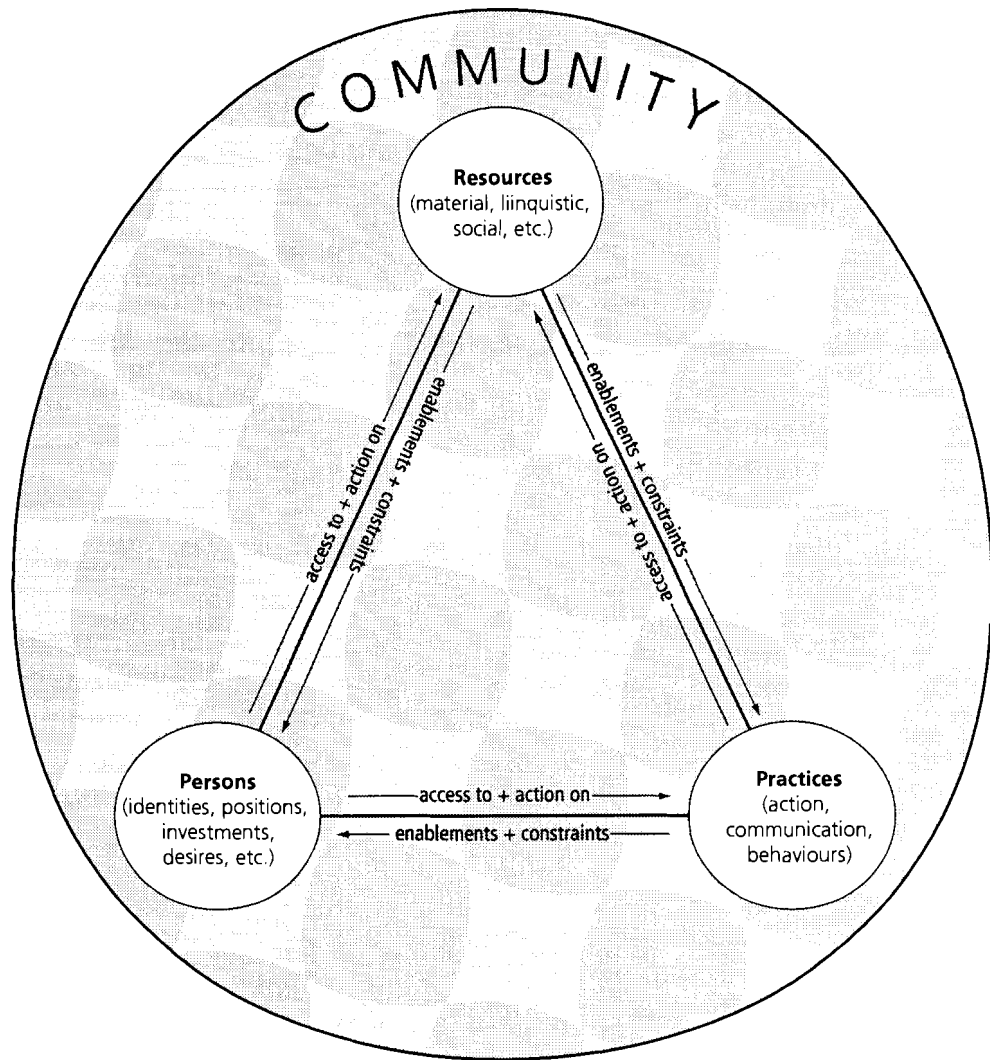 COMMUNITY
Resources
(material, liinquistic,
social, etc.)
access to + action on
enablements + constraints
enablements + constraints
access to + action on
Persons
(identities, positions,
investments,
desires, etc.)
access to + action on
enablements + constraints
Practices
(action,
communication,
behaviours)